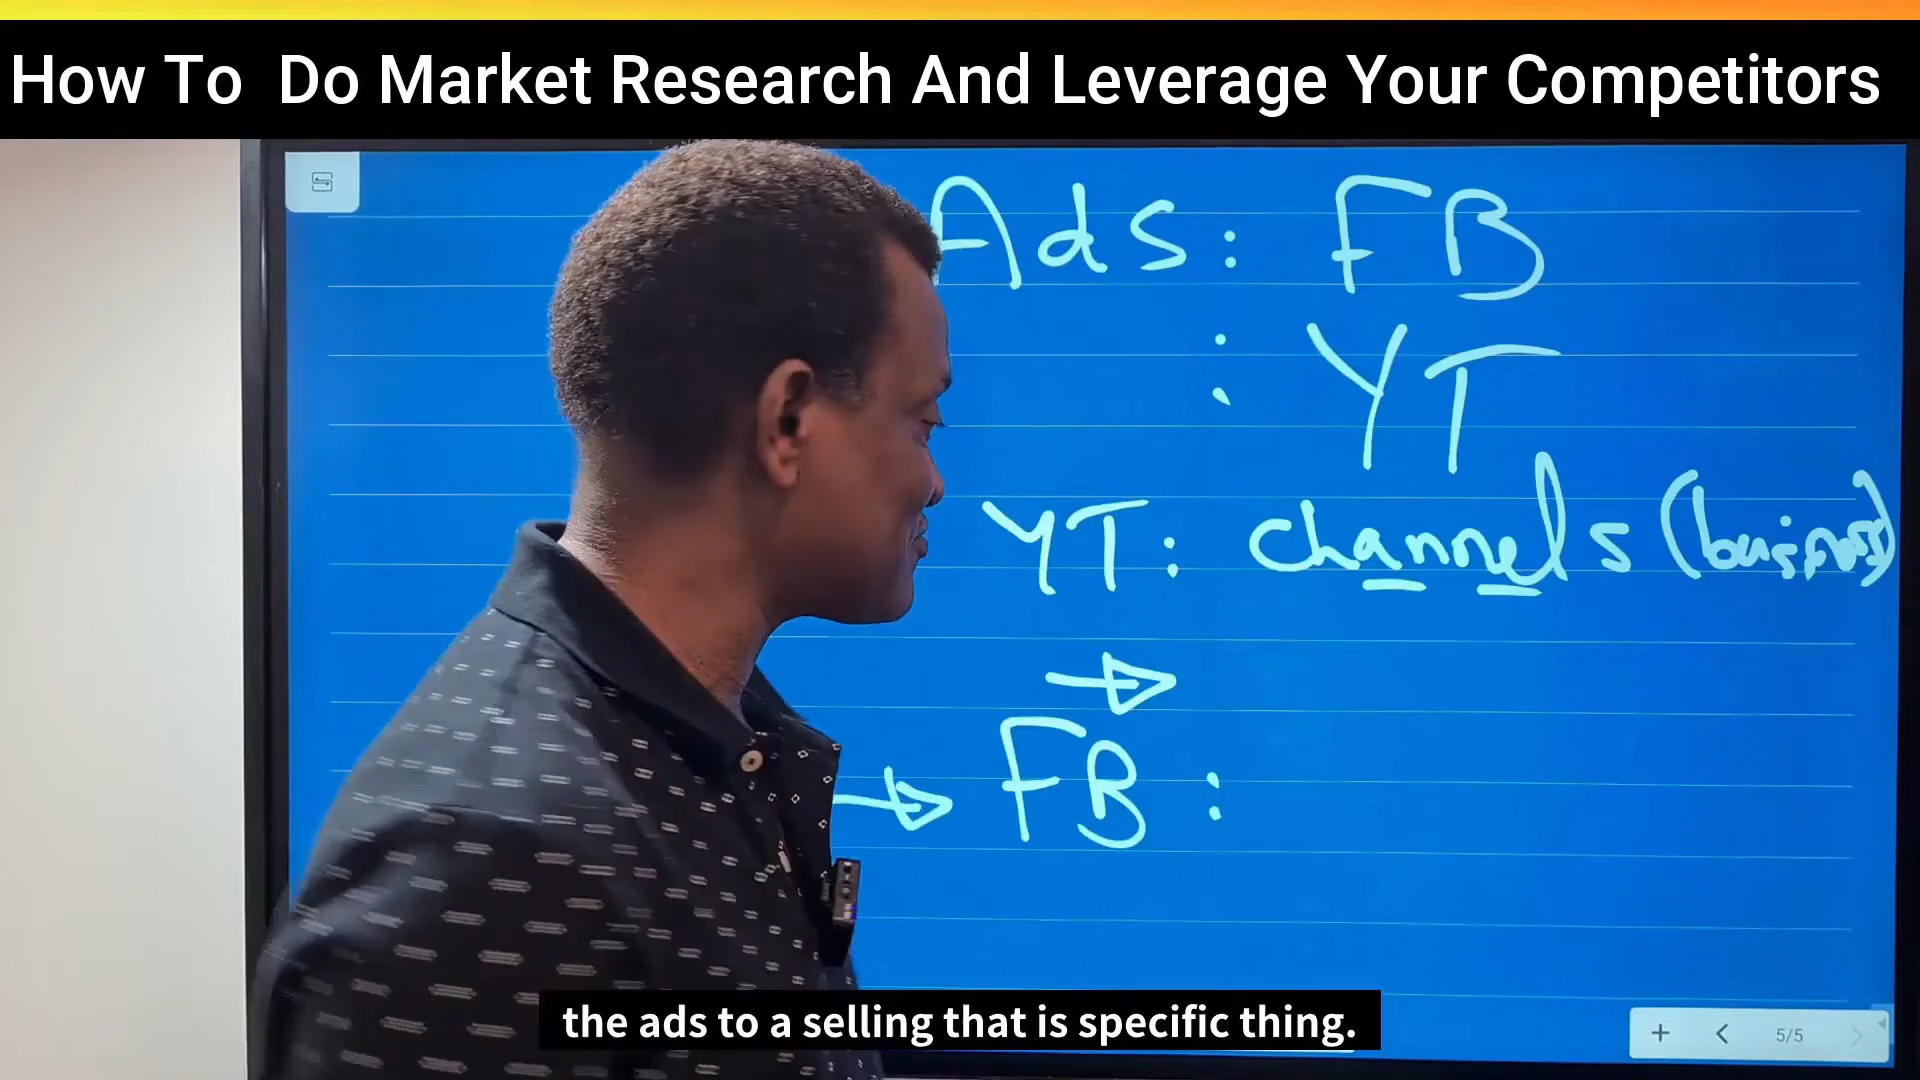 How To Do Market Research And Leverage Your Competitors
Ads: FB
: YT
YT: channels (business)
FB:
the ads to a selling that is specific thing.
5/5